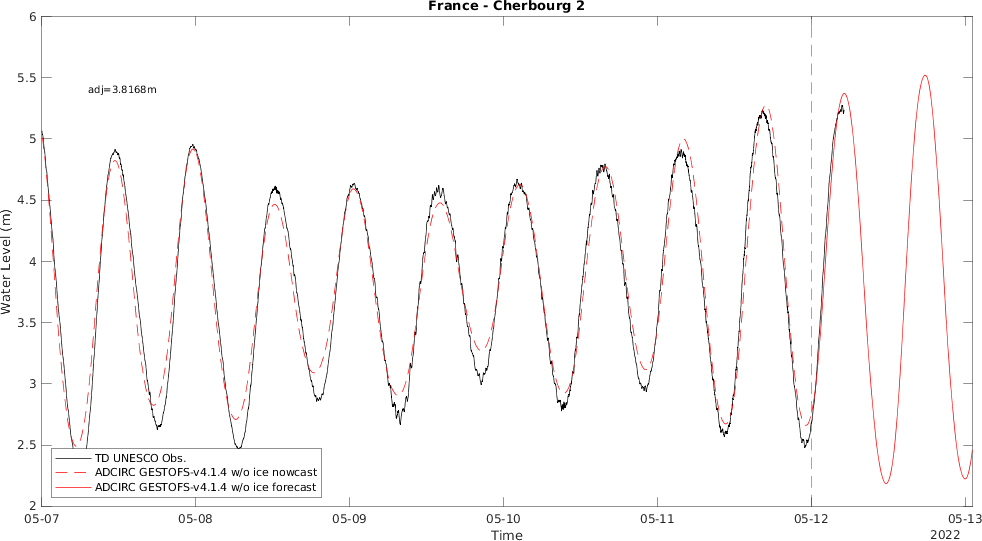 France - Cherbourg 2
6
5.5
5
4.5
4
3.5
3
2.5
2
Water Level (m)
adj=3.8168m
TD UNESCO Obs.
ADCIRC GESTOFS-v4.1.4 w/o ice nowcast
ADCIRC GESTOFS-v4.1.4 w/o ice forecast
05-07 05-08 05-09 05-10 05-11 05-12 05-13
Time
2022